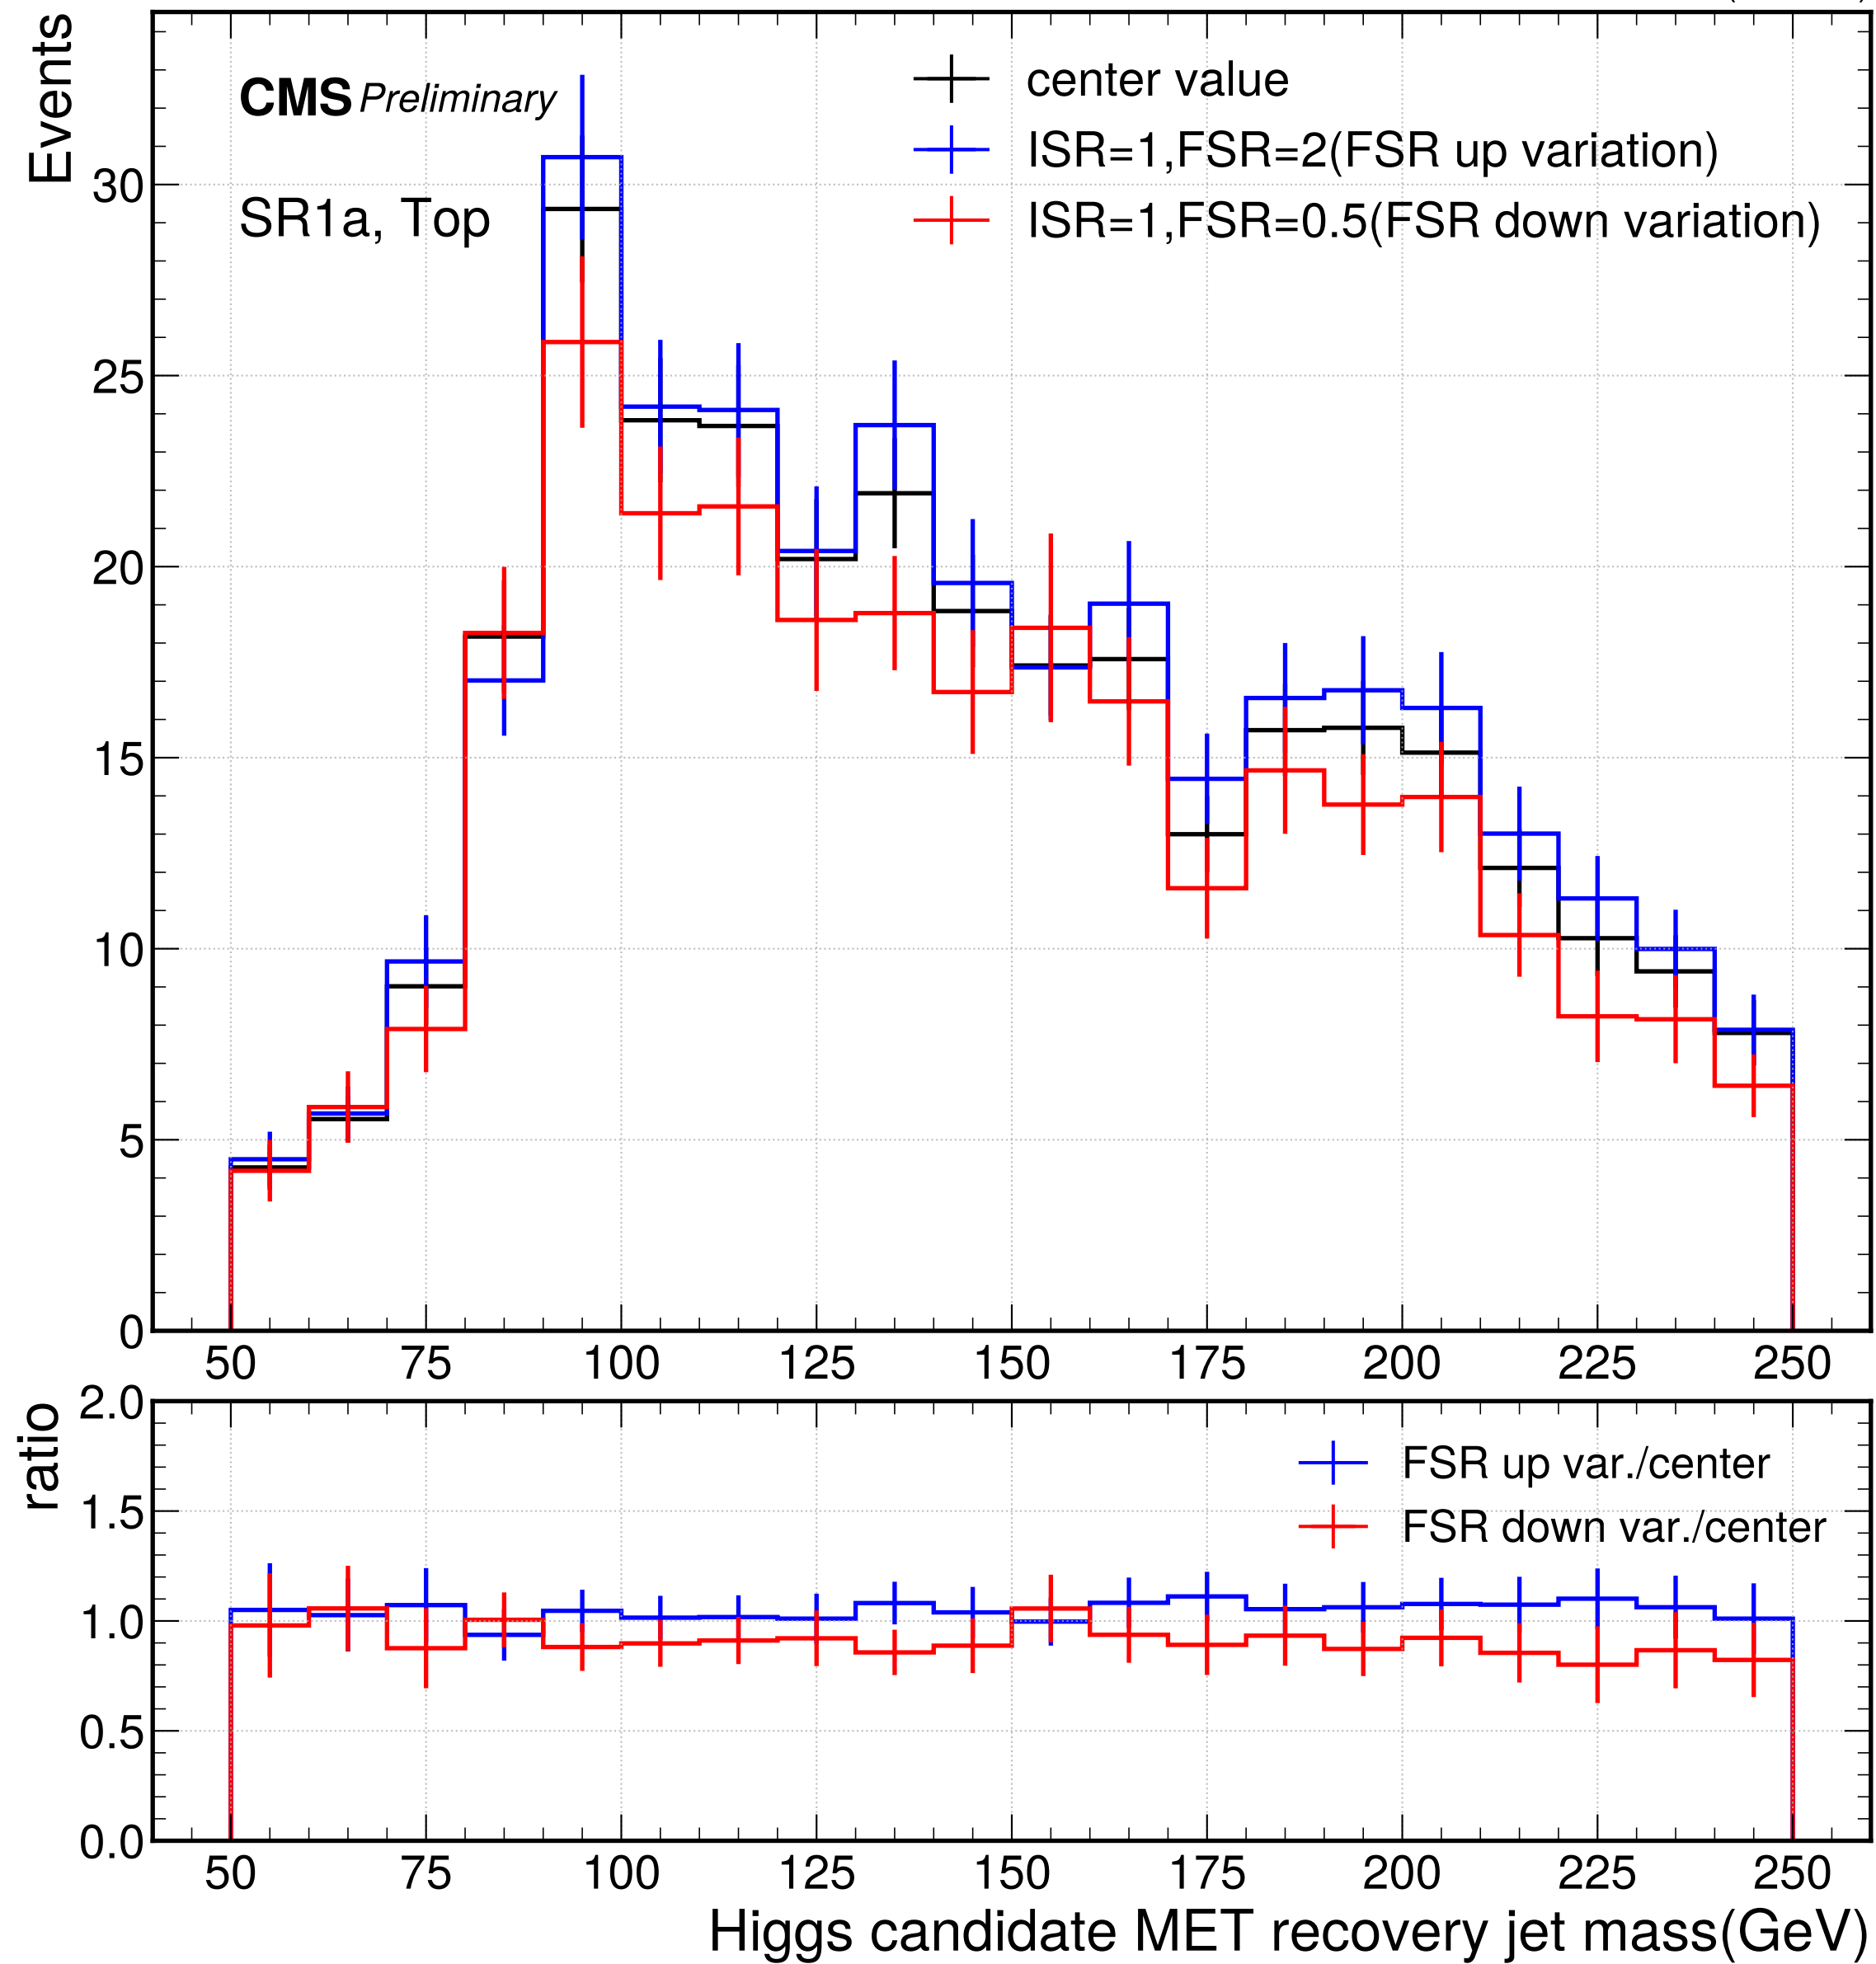 Events
CMS Preliminary
SR1a, Top
center value
ISR=1,FSR=2(FSR up variation)
ISR=1,FSR=0.5(FSR down variation)
30
25
20
15
10
5
0
50 75 100 125 150 175 200 225 250
ratio
FSR up var./center
FSR down var./center
2.0
1.5
1.0
0.5
0.0
50 75 100 125 150 175 200 225 250
Higgs candidate MET recovery jet mass(GeV)